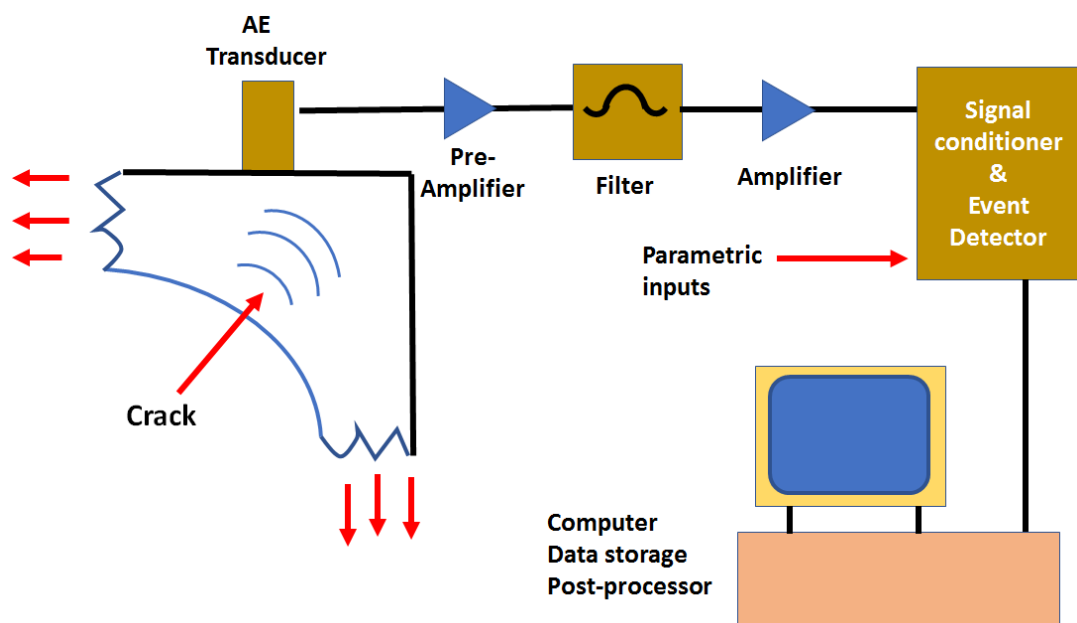 AE
Transducer
Pre-
Amplifier
Filter
Amplifier
Signal
conditioner
&
Event
Detector
Parametric
inputs
Crack
Computer
Data storage
Post-processor